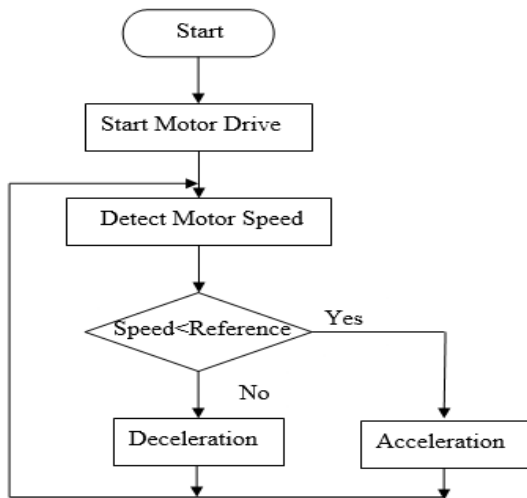 Start
Start Motor Drive
Detect Motor Speed
Speed<Reference
Yes
No
Deceleration
Acceleration